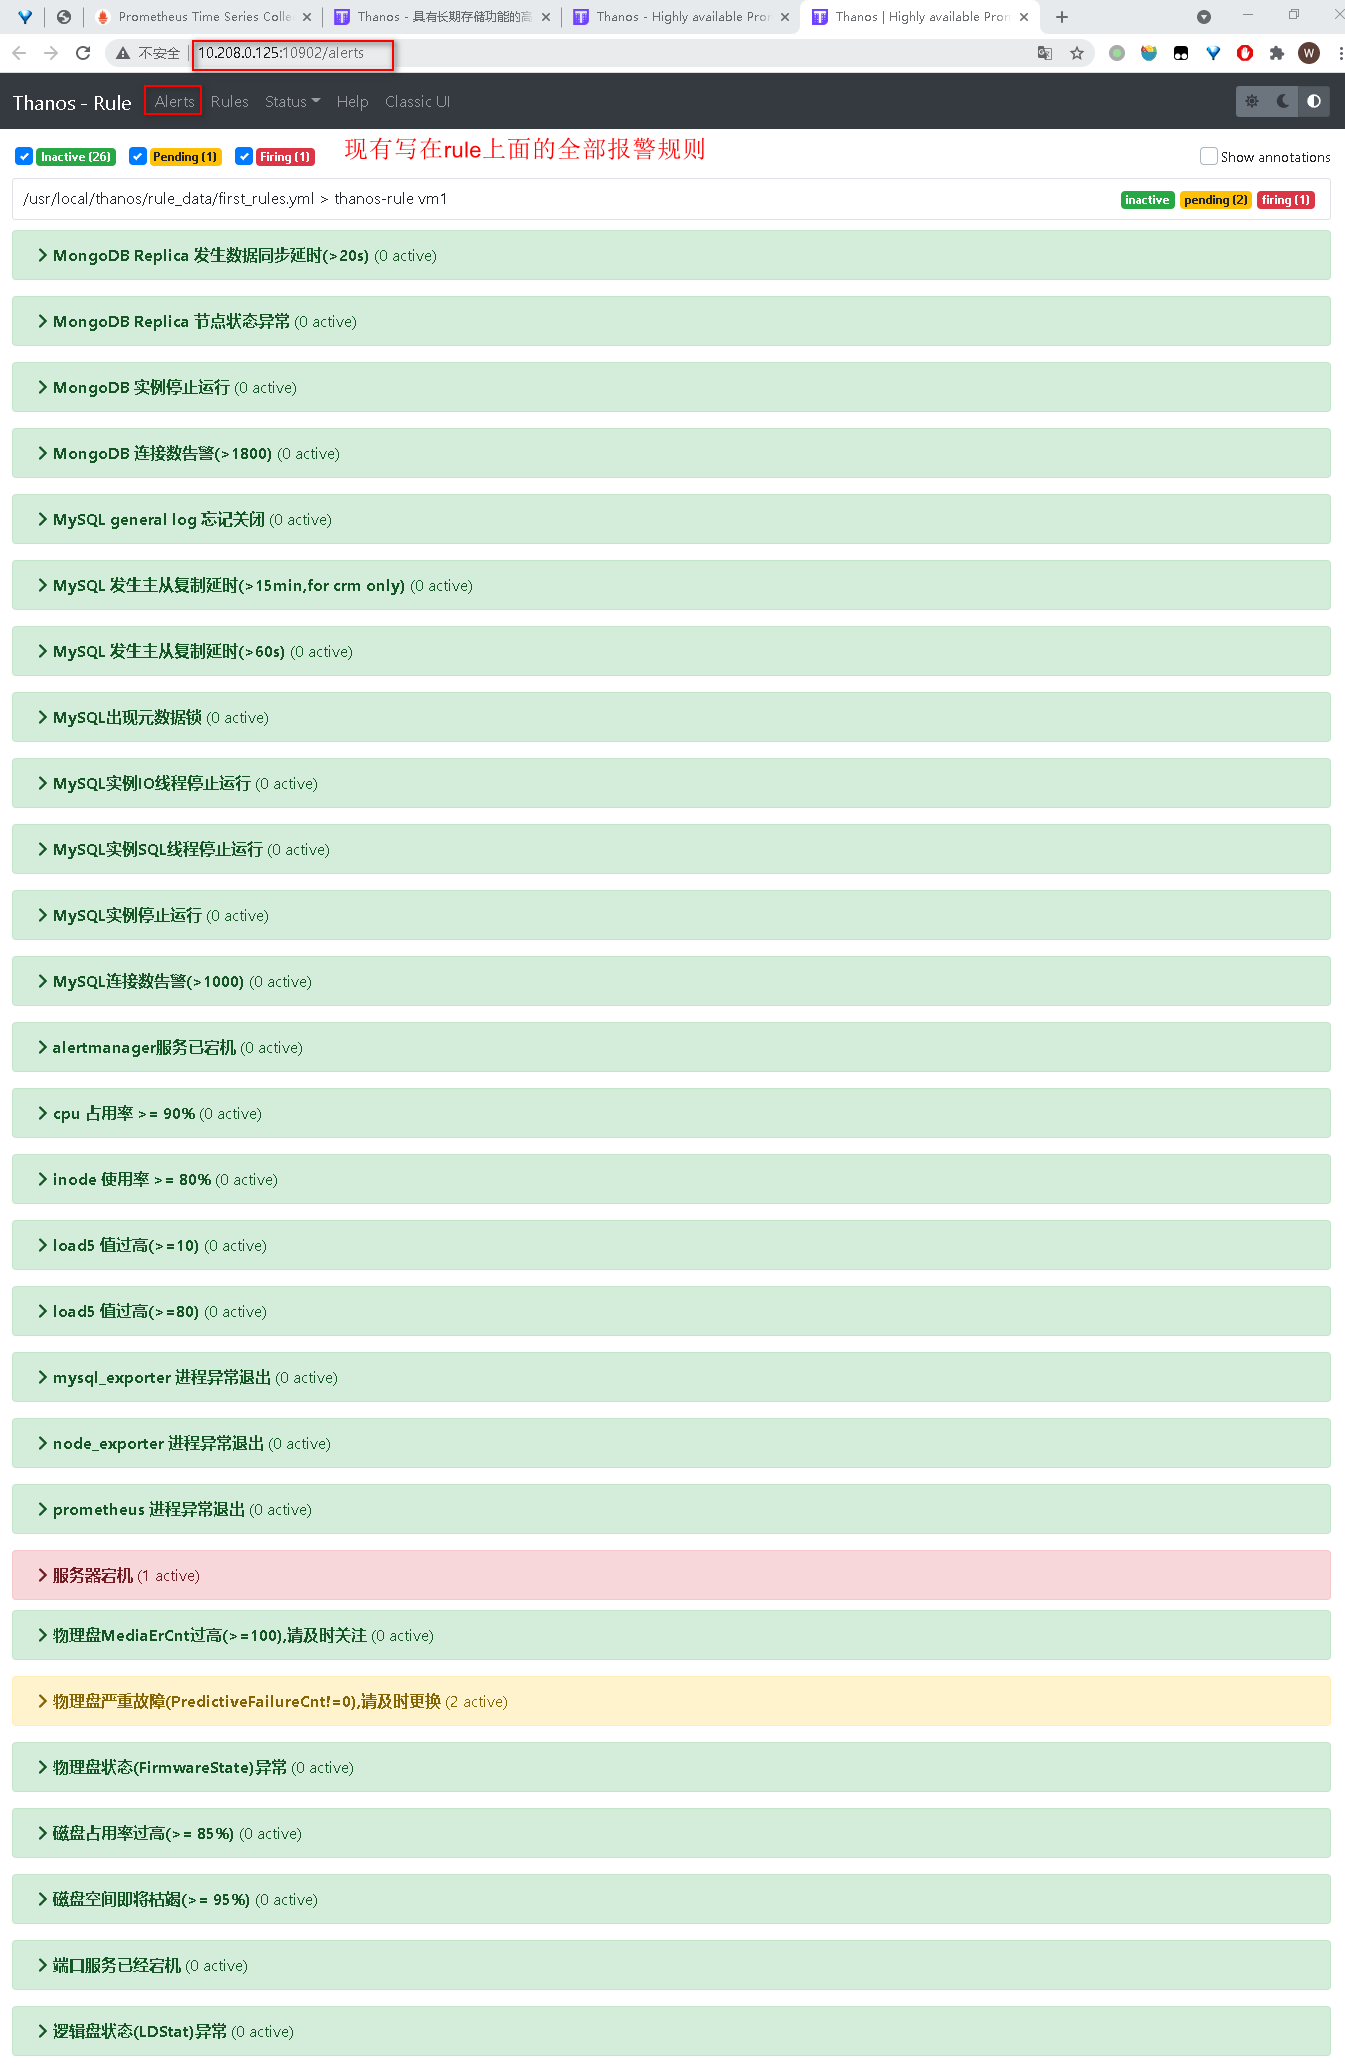 Prometheus Time Series Colle
Thanos - 具有长期存储功能的高
Thanos - Highly available Pror
Thanos | Highly available Pron
不安全
10.208.0.125:10902/alerts
W
Thanos - Rule
Alerts
Rules
Status
Help
Classic UI
Inactive (26)
Pending (1)
Firing (1)
现有写在rule上面的全部报警规则
Show annotations
/usr/local/thanos/rule_data/first_rules.yml > thanos-rule vm1
inactive
pending (2)
firing (1)
MongoDB Replica 发生数据同步延时(>20s) (0 active)
MongoDB Replica 节点状态异常 (0 active)
MongoDB 实例停止运行 (0 active)
MongoDB 连接数告警(>1800) (0 active)
MySQL general log 忘记关闭 (0 active)
MySQL 发生主从复制延时(>15min,for crm only) (0 active)
MySQL 发生主从复制延时(>60s) (0 active)
MySQL出现元数据锁 (0 active)
MySQL实例IO线程停止运行 (0 active)
MySQL实例SQL线程停止运行 (0 active)
MySQL实例停止运行 (0 active)
MySQL连接数告警(>1000) (0 active)
alertmanager服务已宕机 (0 active)
cpu 占用率 >= 90% (0 active)
inode 使用率 >= 80% (0 active)
load5 值过高(>=10) (0 active)
load5 值过高(>=80) (0 active)
mysql_exporter 进程异常退出 (0 active)
node_exporter 进程异常退出 (0 active)
prometheus 进程异常退出 (0 active)
服务器宕机 (1 active)
物理盘MediaErCnt过高(>=100),请及时关注 (0 active)
物理盘严重故障(PredictiveFailureCnt!=0),请及时更换 (2 active)
物理盘状态(FirmwareState)异常 (0 active)
磁盘占用率过高(>= 85%) (0 active)
磁盘空间即将枯竭(>= 95%) (0 active)
端口服务已经宕机 (0 active)
逻辑盘状态(LDStat)异常 (0 active)